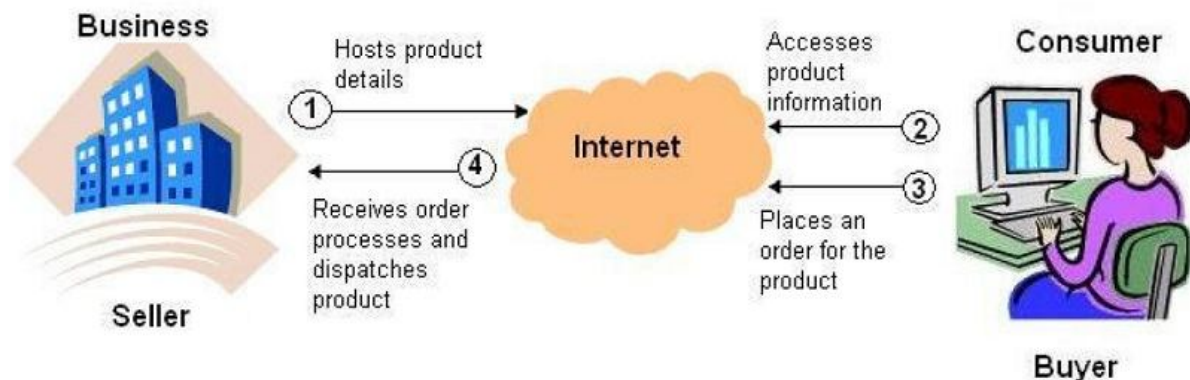 Business
Hosts product
details
1
4
Receives order
processes and
dispatches
product
Seller
Internet
Accesses
product
information
2
3
Places an
order for the
product
Consumer
Buyer